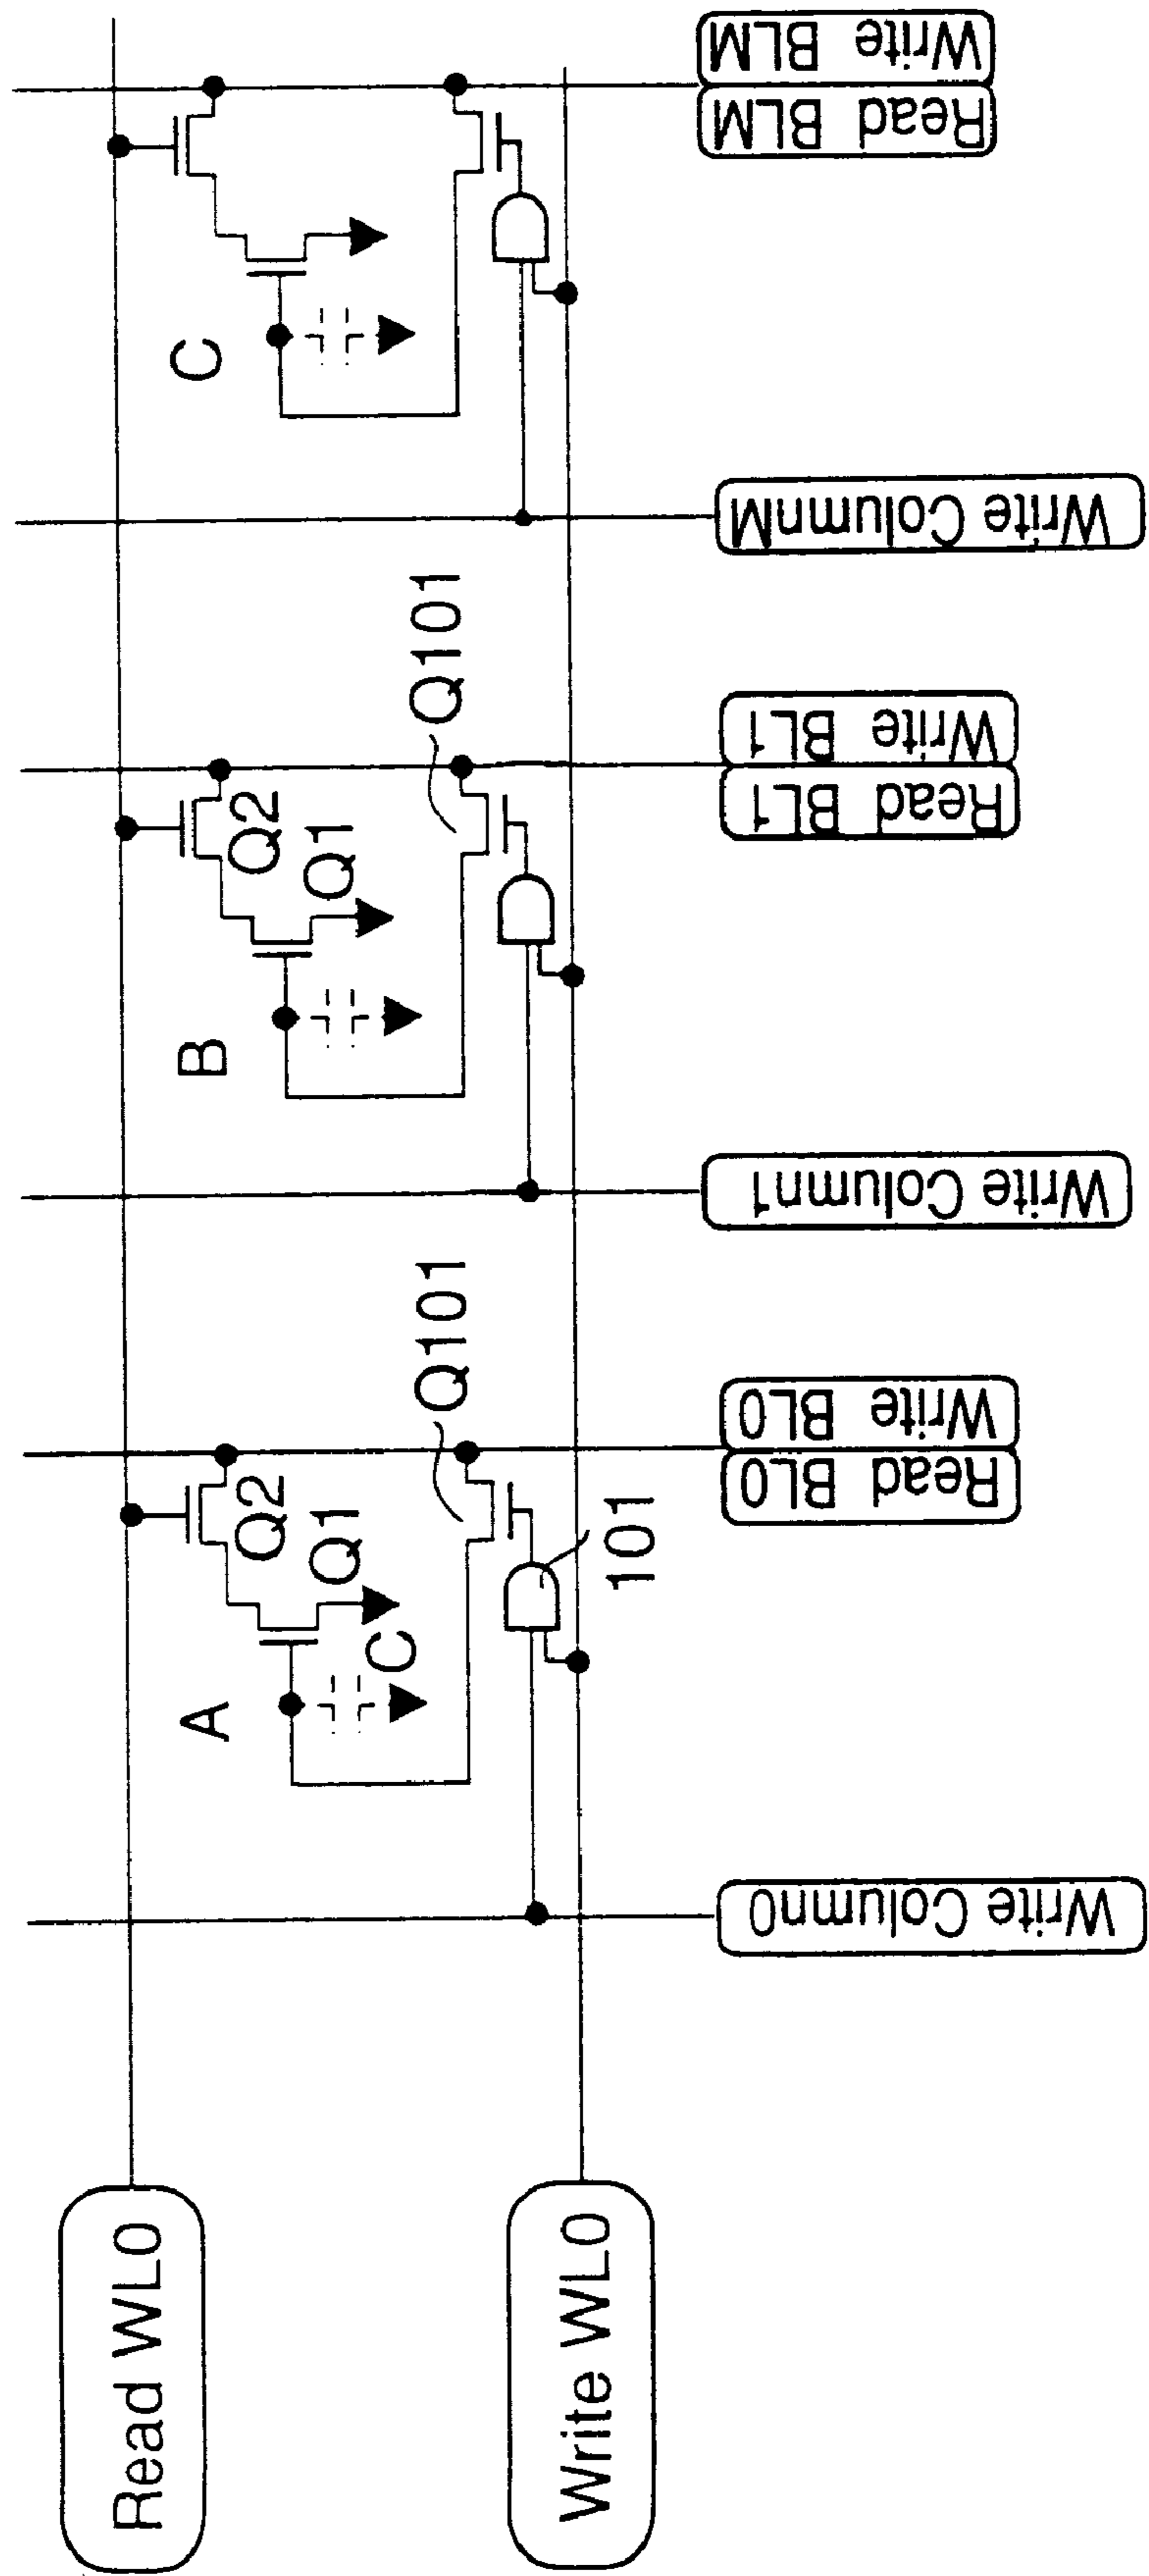 Read WL0
Write WL0
A
C
Q1
Q2
Q101
101
B
Q1
Q2
Q101
C
Write Column0
Read BL0
Write BL0
Write Column1
Read BL1
Write BL1
Write ColumnM
Read BLM
Write BLM